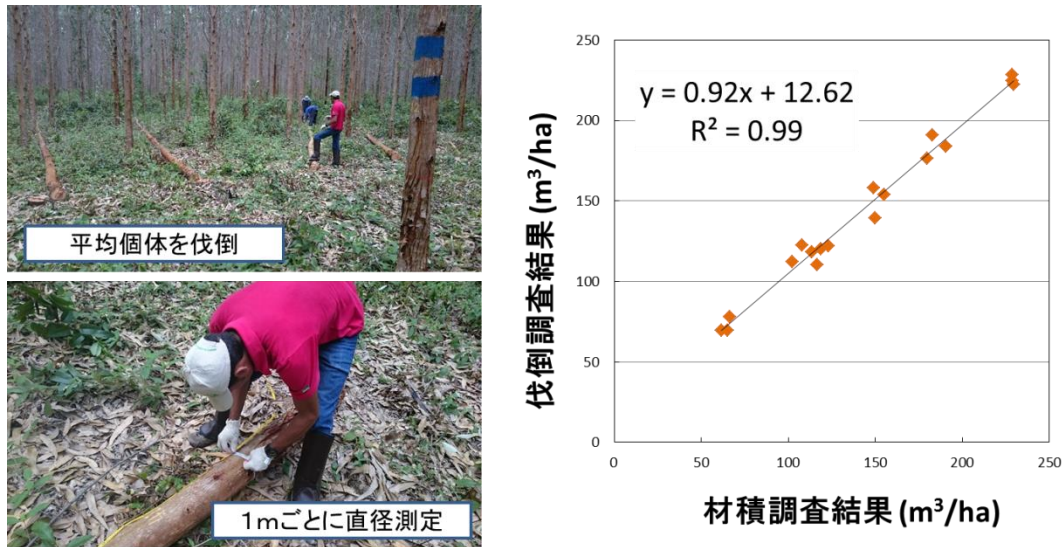 平均個体を伐倒
1mごとに直径測定
y = 0.92x + 12.62
R² = 0.99
伐倒調査結果 (m³/ha)
250
200
150
100
50
0
0 50 100 150 200 250
材積調査結果 (m³/ha)